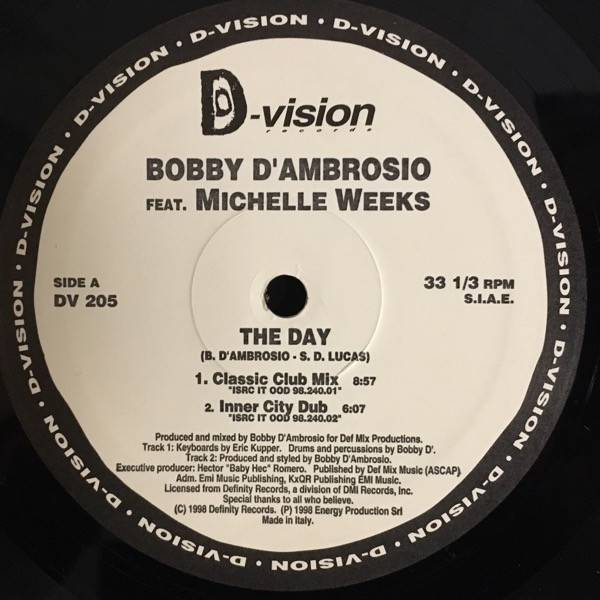 D-VISION • D-VISION • D-VISION • D-VISION • D-VISION • D-VISION • D-VISION • D-VISION • D-VISION • D-VISION • D-VISION • D-VISION • D-VISION • D-VISION •
D-vision
records
BOBBY D'AMBROSIO
FEAT. MICHELLE WEEKS
SIDE A
DV 205
33 1/3 RPM
S.I.A.E.
THE DAY
(B. D'AMBROSIO - S. D. LUCAS)
1. Classic Club Mix 8:57
"ISRC IT OOD 98.240.01"
2. Inner City Dub 6:07
"ISRC IT OOD 98.240.02"
Produced and mixed by Bobby D'Ambrosio for Def Mix Productions.
Track 1: Keyboards by Eric Kupper. Drums and percussions by Bobby D'.
Track 2: Produced and styled by Bobby D'Ambrosio.
Executive producer: Hector "Baby Hec" Romero. Published by Def Mix Music (ASCAP)
Adm. Emi Music Publishing, KxQR Publishing EMI Music.
Licensed from Definity Records, a division of DMI Records, Inc.
Special thanks to all who believe.
(C) 1998 Definity Records. (P) 1998 Energy Production Srl
Made in Italy.